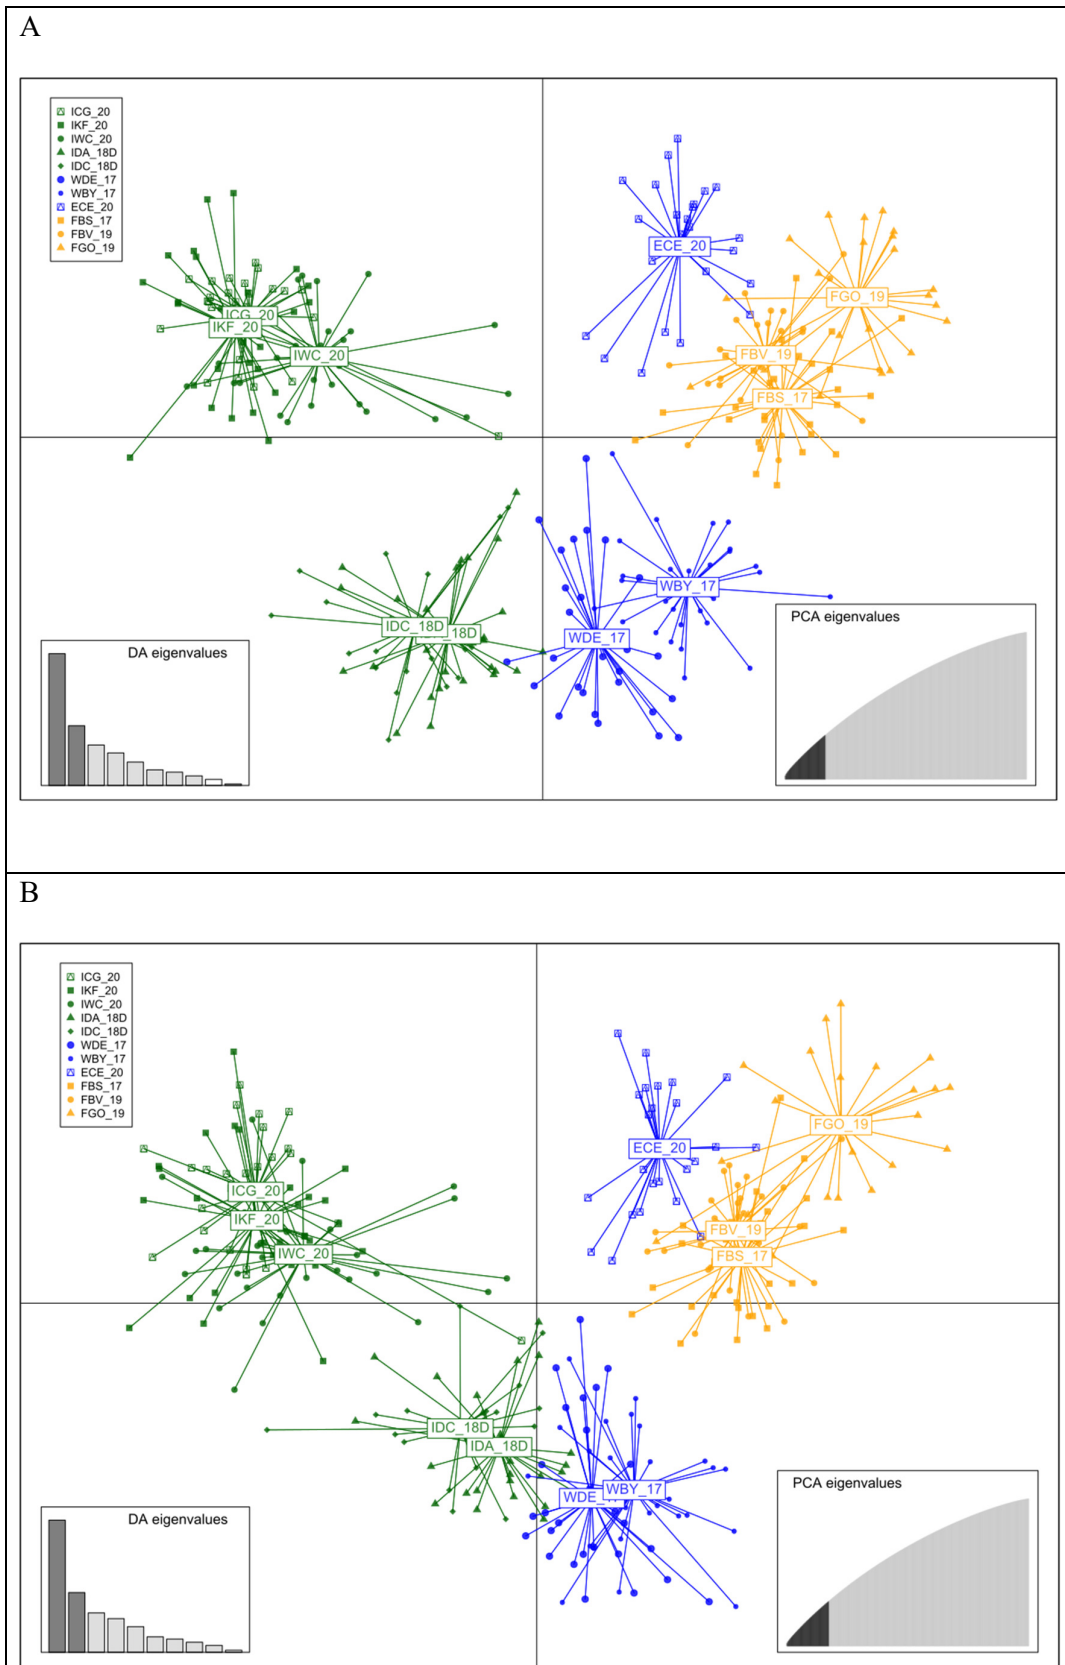 A
ICG_20
IKF_20
IWC_20
IDA_18D
IDC_18D
WDE_17
WBY_17
ECE_20
FBS_17
FBV_19
FGO_19
ECE_20
FGO_19
ICG_20
IKF_20
IWC_20
FBV_19
FBS_17
WBY_17
IDC_18D
18D
WDE_17
DA eigenvalues
PCA eigenvalues
B
ICG_20
IKF_20
IWC_20
IDA_18D
IDC_18D
WDE_17
WBY_17
ECE_20
FBS_17
FBV_19
FGO_19
FGO_19
ECE_20
ICG_20
IKF_20
FBV_19
IWC_20
FBS_17
IDC_18D
IDA_18D
WBY_17
WDE_
DA eigenvalues
PCA eigenvalues